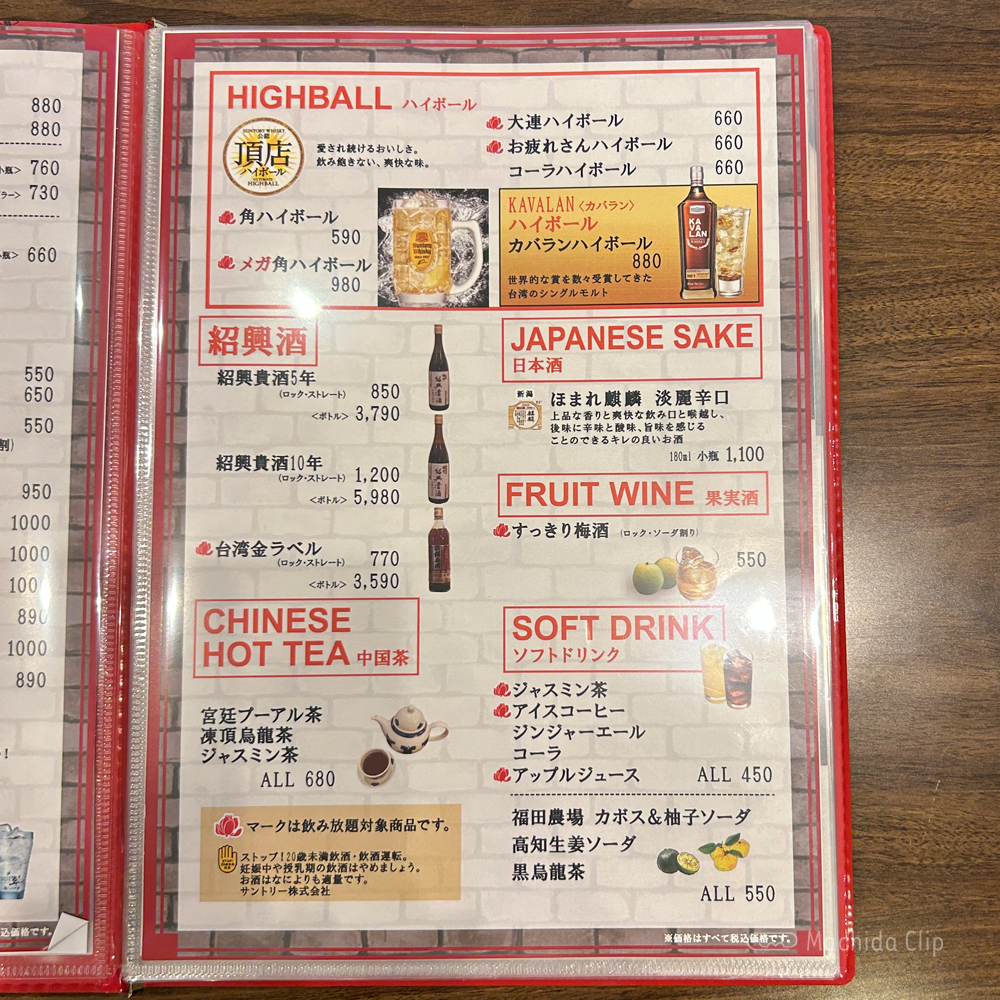 880
880
小瓶> 760
730
660
550
650
550
割)
950
1000
1000
100
890
1000
890
！
込価格です。
HIGHBALL ハイボール
SUNTORY WHISKY
公認
頂店
ハイボール
ULTIMATE
HIGHBALL
愛され続けるおいしさ。
飲み飽きない、爽快な味。
角ハイボール
590
メガ角ハイボール
980
大連ハイボール 660
お疲れさんハイボール 660
コーラハイボール 660
KAVALAN〈カバラン〉
ハイボール
カバランハイボール
880
世界的な賞を数々受賞してきた
台湾のシングルモルト
KA
VA
LAN
紹興酒
紹興貴酒5年
(ロック・ストレート) 850
<ボトル> 3,790
紹興貴酒10年
(ロック・ストレート) 1,200
<ボトル> 5,980
台湾金ラベル
(ロック・ストレート) 770
<ボトル> 3,590
JAPANESE SAKE
日本酒
新潟
ほまれ麒麟 淡麗辛口
上品な香りと爽快な飲み口と喉越し、
後味に辛味と酸味、旨味を感じる
ことのできるキレの良いお酒
180ml 小瓶 1,100
FRUIT WINE 果実酒
すっきり梅酒 (ロック・ソーダ割り)
550
CHINESE
HOT TEA 中国茶
宮廷プーアル茶
凍頂烏龍茶
ジャスミン茶
ALL 680
SOFT DRINK
ソフトドリンク
ジャスミン茶
アイスコーヒー
ジンジャーエール
コーラ
アップルジュース ALL 450
福田農場 カボス&柚子ソーダ
高知生姜ソーダ
黒烏龍茶
ALL 550
マークは飲み放題対象商品です。
ストップ!20歳未満飲酒・飲酒運転。
妊娠中や授乳期の飲酒はやめましょう。
お酒はなによりも適量です。
サントリー株式会社
※価格はすべて税込価格です。
Machida Clip